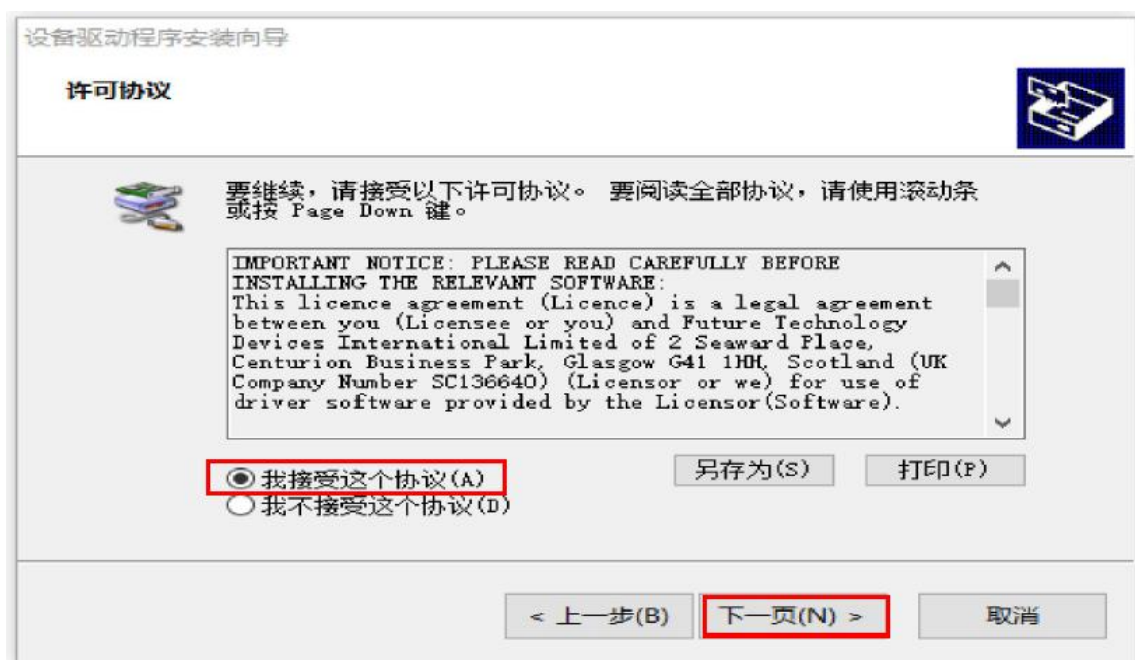 设备驱动程序安装向导
许可协议
要继续，请接受以下许可协议。 要阅读全部协议，请使用滚动条
或按 Page Down 键。
IMPORTANT NOTICE: PLEASE READ CAREFULLY BEFORE
INSTALLING THE RELEVANT SOFTWARE:
This licence agreement (Licence) is a legal agreement
between you (Licensee or you) and Future Technology
Devices International Limited of 2 Seaward Place,
Centurion Business Park, Glasgow G41 1HH, Scotland (UK
Company Number SC136640) (Licensor or we) for use of
driver software provided by the Licensor(Software).
我接受这个协议(A)
另存为(S)
打印(P)
我不接受这个协议(D)
< 上一步(B)
下一页(N) >
取消